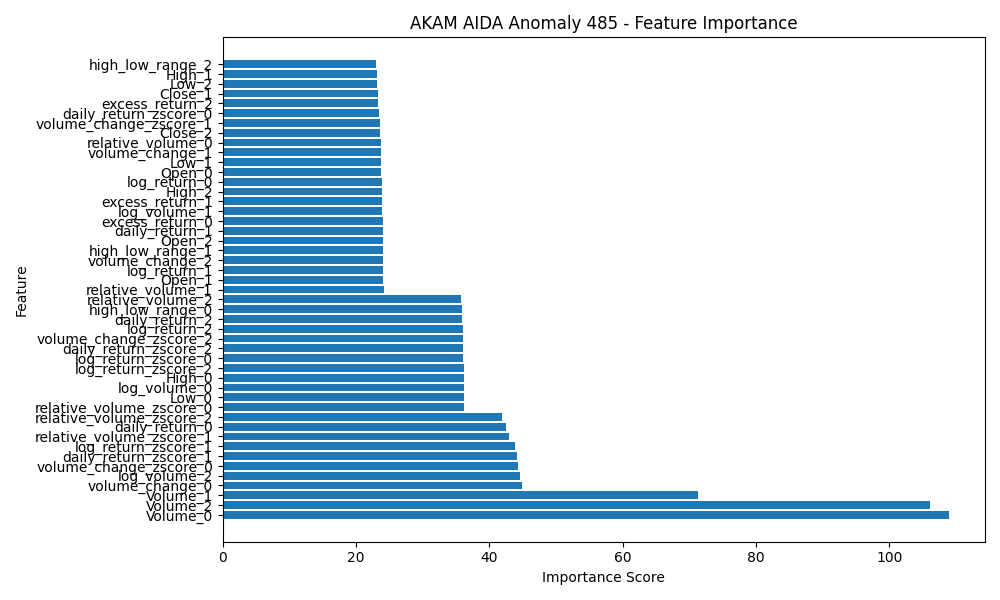 AKAM AIDA Anomaly 485 - Feature Importance
high_low_range_2
High_1
Low_2
Close_1
excess_return_2
daily_return_zscore_0
volume_change_zscore_1
Close_2
relative_volume_0
volume_change_1
Low_1
Open_0
log_return_0
High_2
excess_return_1
log_volume_1
excess_return_0
daily_return_1
Open_2
high_low_range_1
volume_change_2
log_return_1
Open_1
relative_volume_1
relative_volume_2
high_low_range_0
daily_return_2
log_return_2
volume_change_zscore_2
daily_return_zscore_2
log_return_zscore_0
log_return_zscore_2
High_0
log_volume_0
Low_0
relative_volume_zscore_0
relative_volume_zscore_2
daily_return_0
relative_volume_zscore_1
log_return_zscore_1
daily_return_zscore_1
volume_change_zscore_0
log_volume_2
volume_change_0
Volume_1
Volume_2
Volume_0
Feature
0 20 40 60 80 100
Importance Score